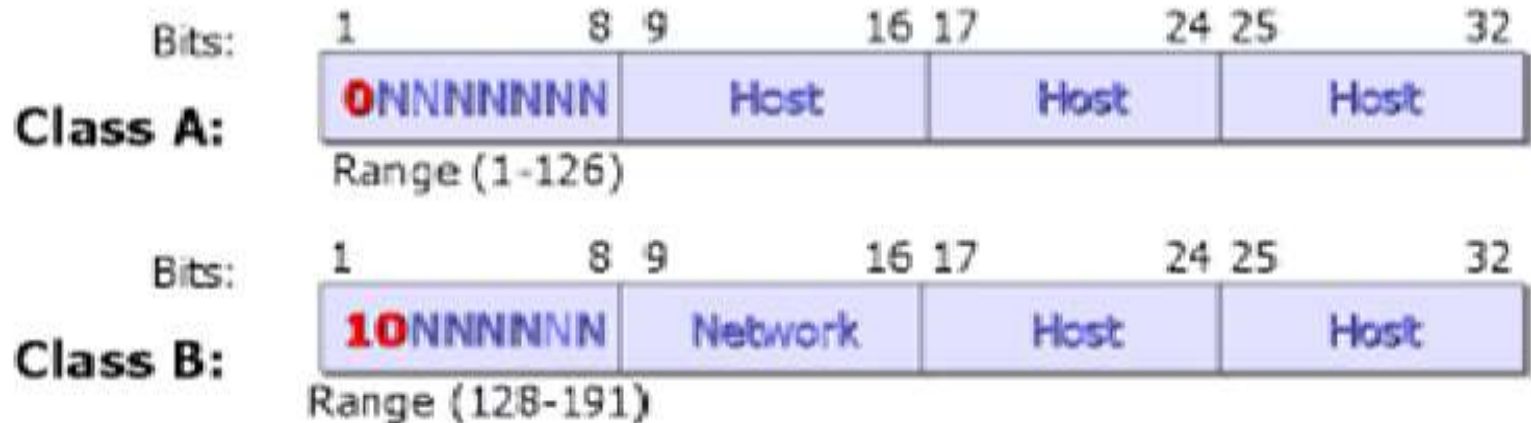 Bits: 1 8 9 16 17 24 25 32
Class A: 0NNNNNNN Host Host Host
Range (1-126)
Bits: 1 8 9 16 17 24 25 32
Class B: 10NNNNNN Network Host Host
Range (128-191)